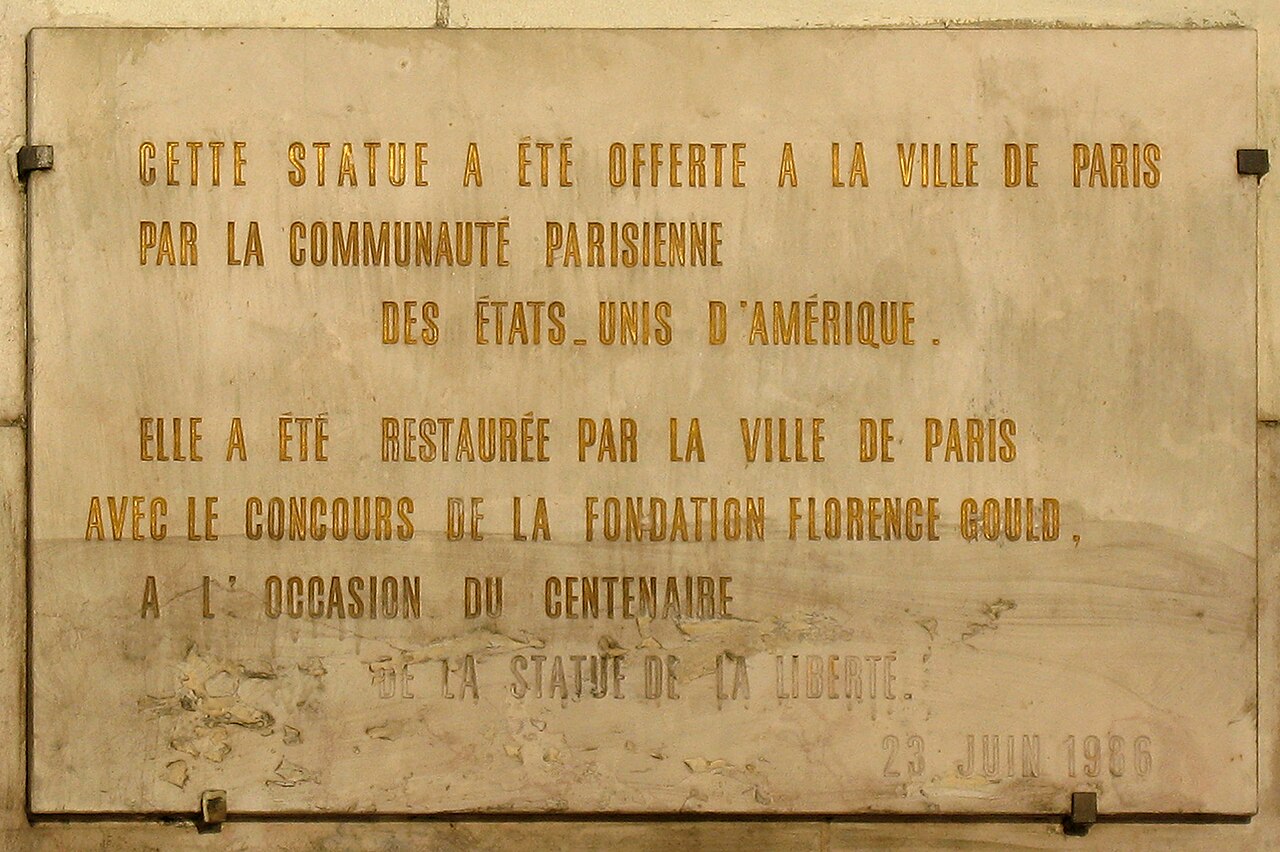 CETTE STATUE A ÉTÉ OFFERTE A LA VILLE DE PARIS
PAR LA COMMUNAUTÉ PARISIENNE
DES ÉTATS-UNIS D'AMÉRIQUE.
ELLE A ÉTÉ RESTAURÉE PAR LA VILLE DE PARIS
AVEC LE CONCOURS DE LA FONDATION FLORENCE GOULD,
A L'OCCASION DU CENTENAIRE
DE LA STATUE DE LA LIBERTÉ.
23 JUIN 1986